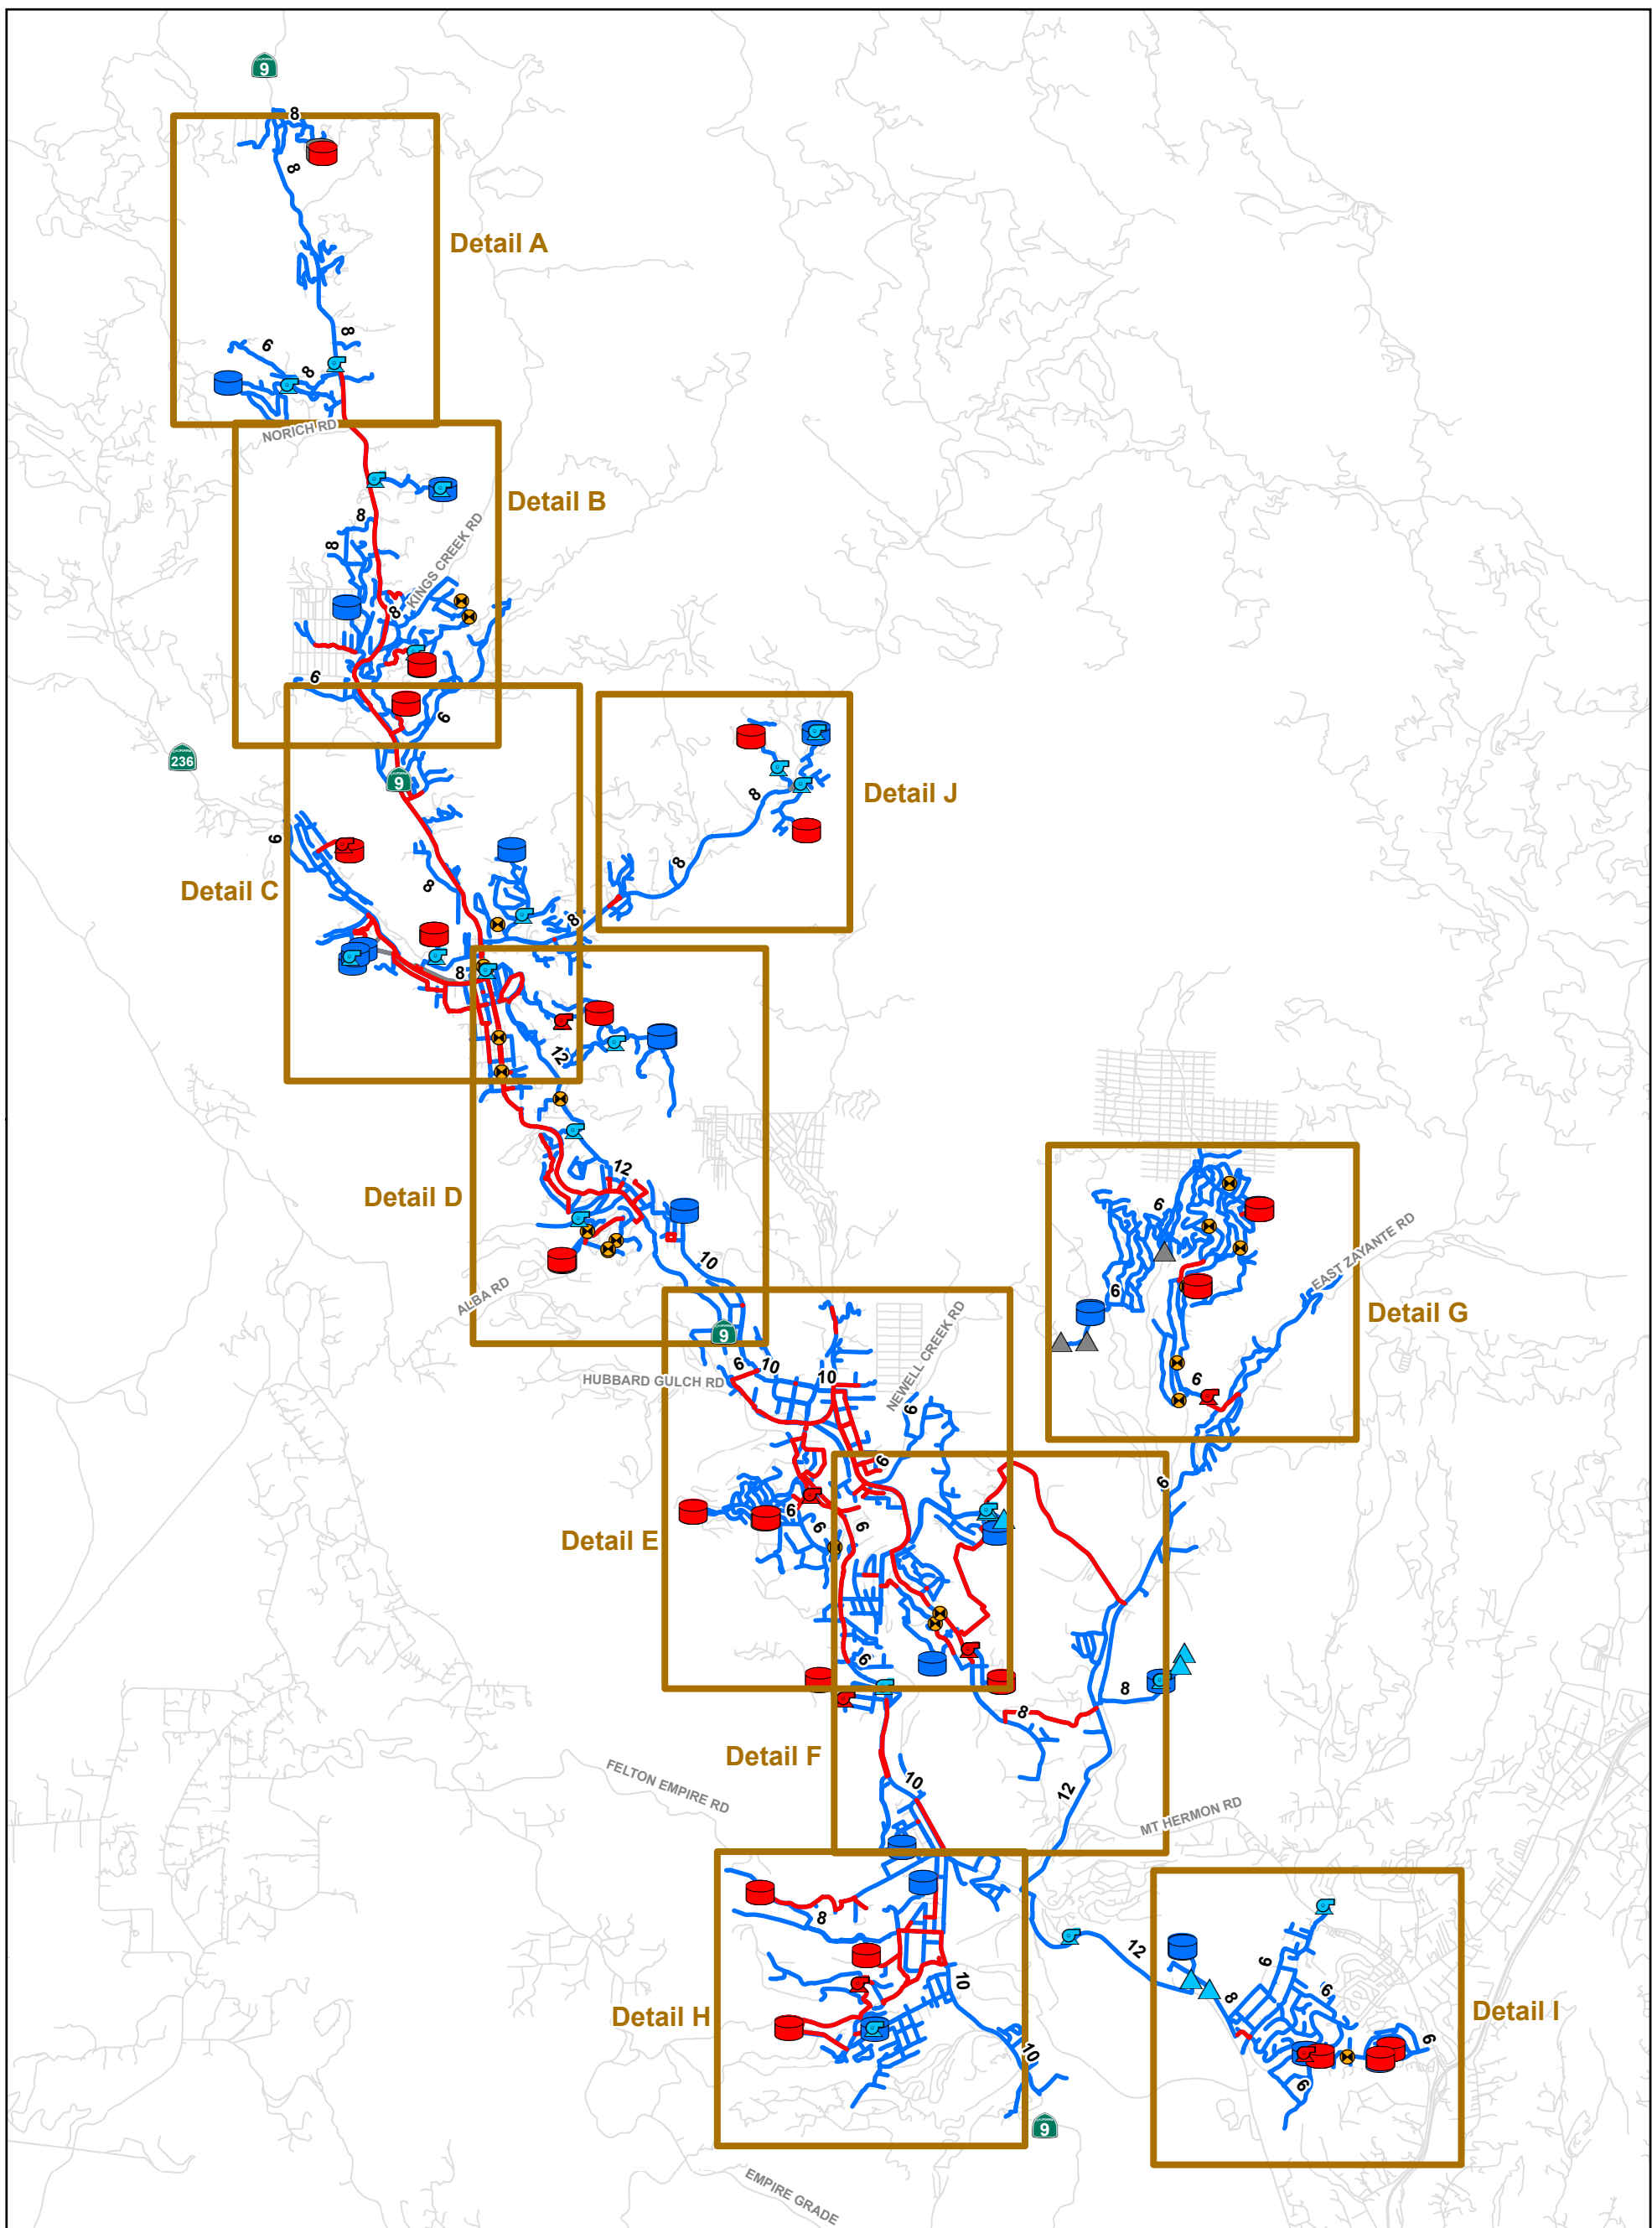 9
8
8
Detail A
8
6
8
NORICH RD
Detail B
8
8
KINGS CREEK RD
8
6
6
CALIFORNIA
236
CALIFORNIA
9
Detail J
8
6
8
8
Detail C
8
8
12
12
Detail D
10
ALBA RD
6
EAST ZAYANTE RD
6
Detail G
9
6
HUBBARD GULCH RD
6
10
10
NEWELL CREEK RD
6
6
6
6
6
6
Detail E
6
8
8
Detail F
FELTON EMPIRE RD
10
12
MT HERMON RD
8
12
6
6
8
10
Detail H
Detail I
10
6
6
9
EMPIRE GRADE